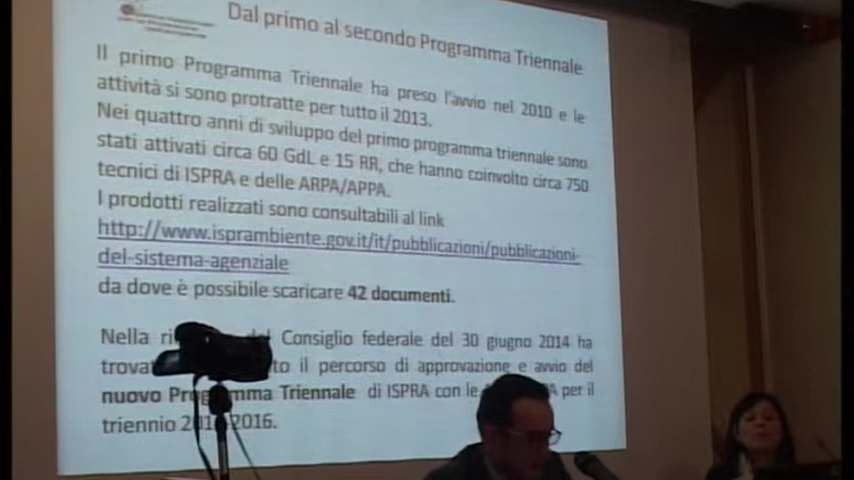 Dal primo al secondo Programma Triennale
Il primo Programma Triennale ha preso l'avvio nel 2010 e le
attività si sono protratte per tutto il 2013.
Nei quattro anni di sviluppo del primo programma triennale sono
stati attivati circa 60 GdL e 15 RR, che hanno coinvolto circa 750
tecnici di ISPRA e delle ARPA/APPA.
I prodotti realizzati sono consultabili al link
http://www.isprambiente.gov.it/it/pubblicazioni/pubblicazioni-
del-sistema-agenziale
da dove è possibile scaricare 42 documenti.
Nella del Consiglio federale del 30 giugno 2014 ha
il percorso di approvazione e avvio del
nuovo Programma Triennale di ISPRA con le per il
triennio 2016.